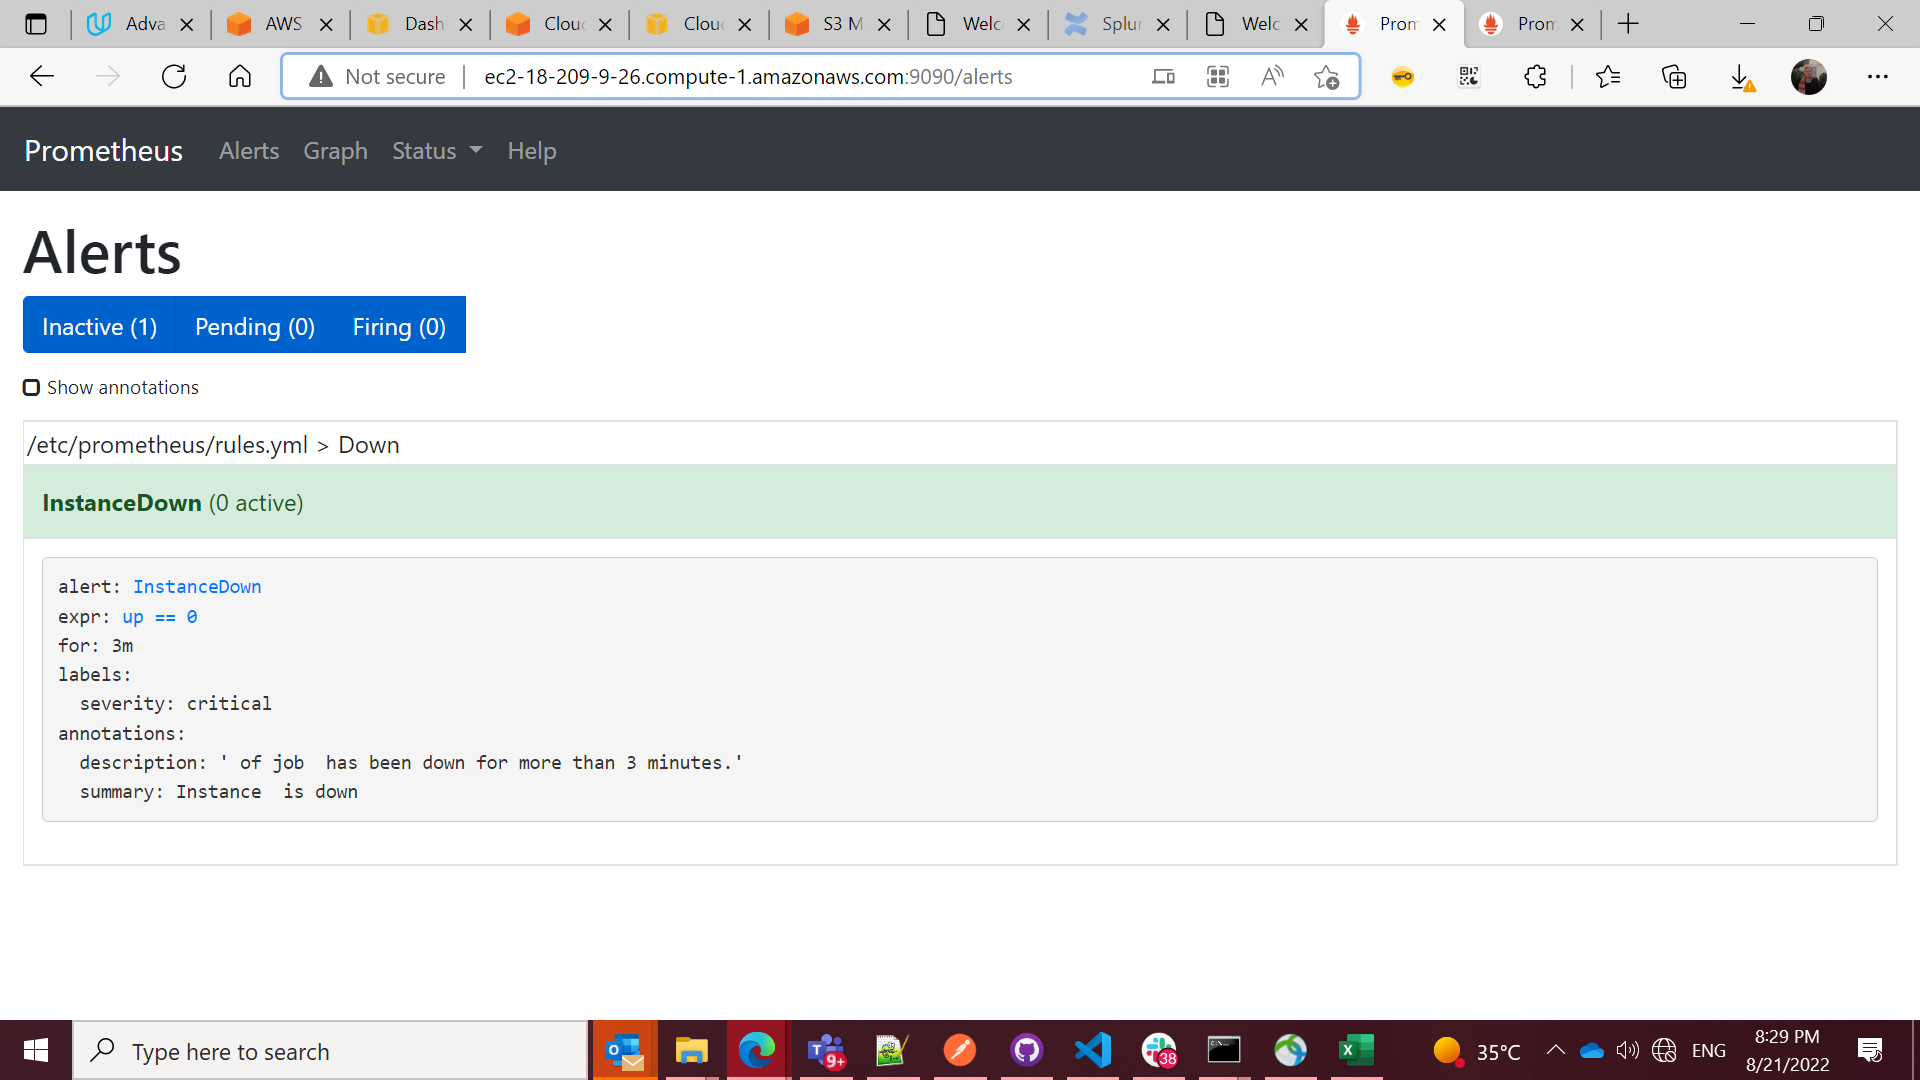 Adva
AWS
Dash
Clou
Clou
S3 M
Welc
Splun
Welc
Prom
Prom
Not secure
ec2-18-209-9-26.compute-1.amazonaws.com:9090/alerts
Prometheus Alerts Graph Status Help
Alerts
Inactive (1) Pending (0) Firing (0)
Show annotations
/etc/prometheus/rules.yml > Down
InstanceDown (0 active)
alert: InstanceDown
expr: up == 0
for: 3m
labels:
severity: critical
annotations:
description: ' of job  has been down for more than 3 minutes.'
summary: Instance  is down
Type here to search
9+
38
35°C
ENG
8:29 PM
8/21/2022